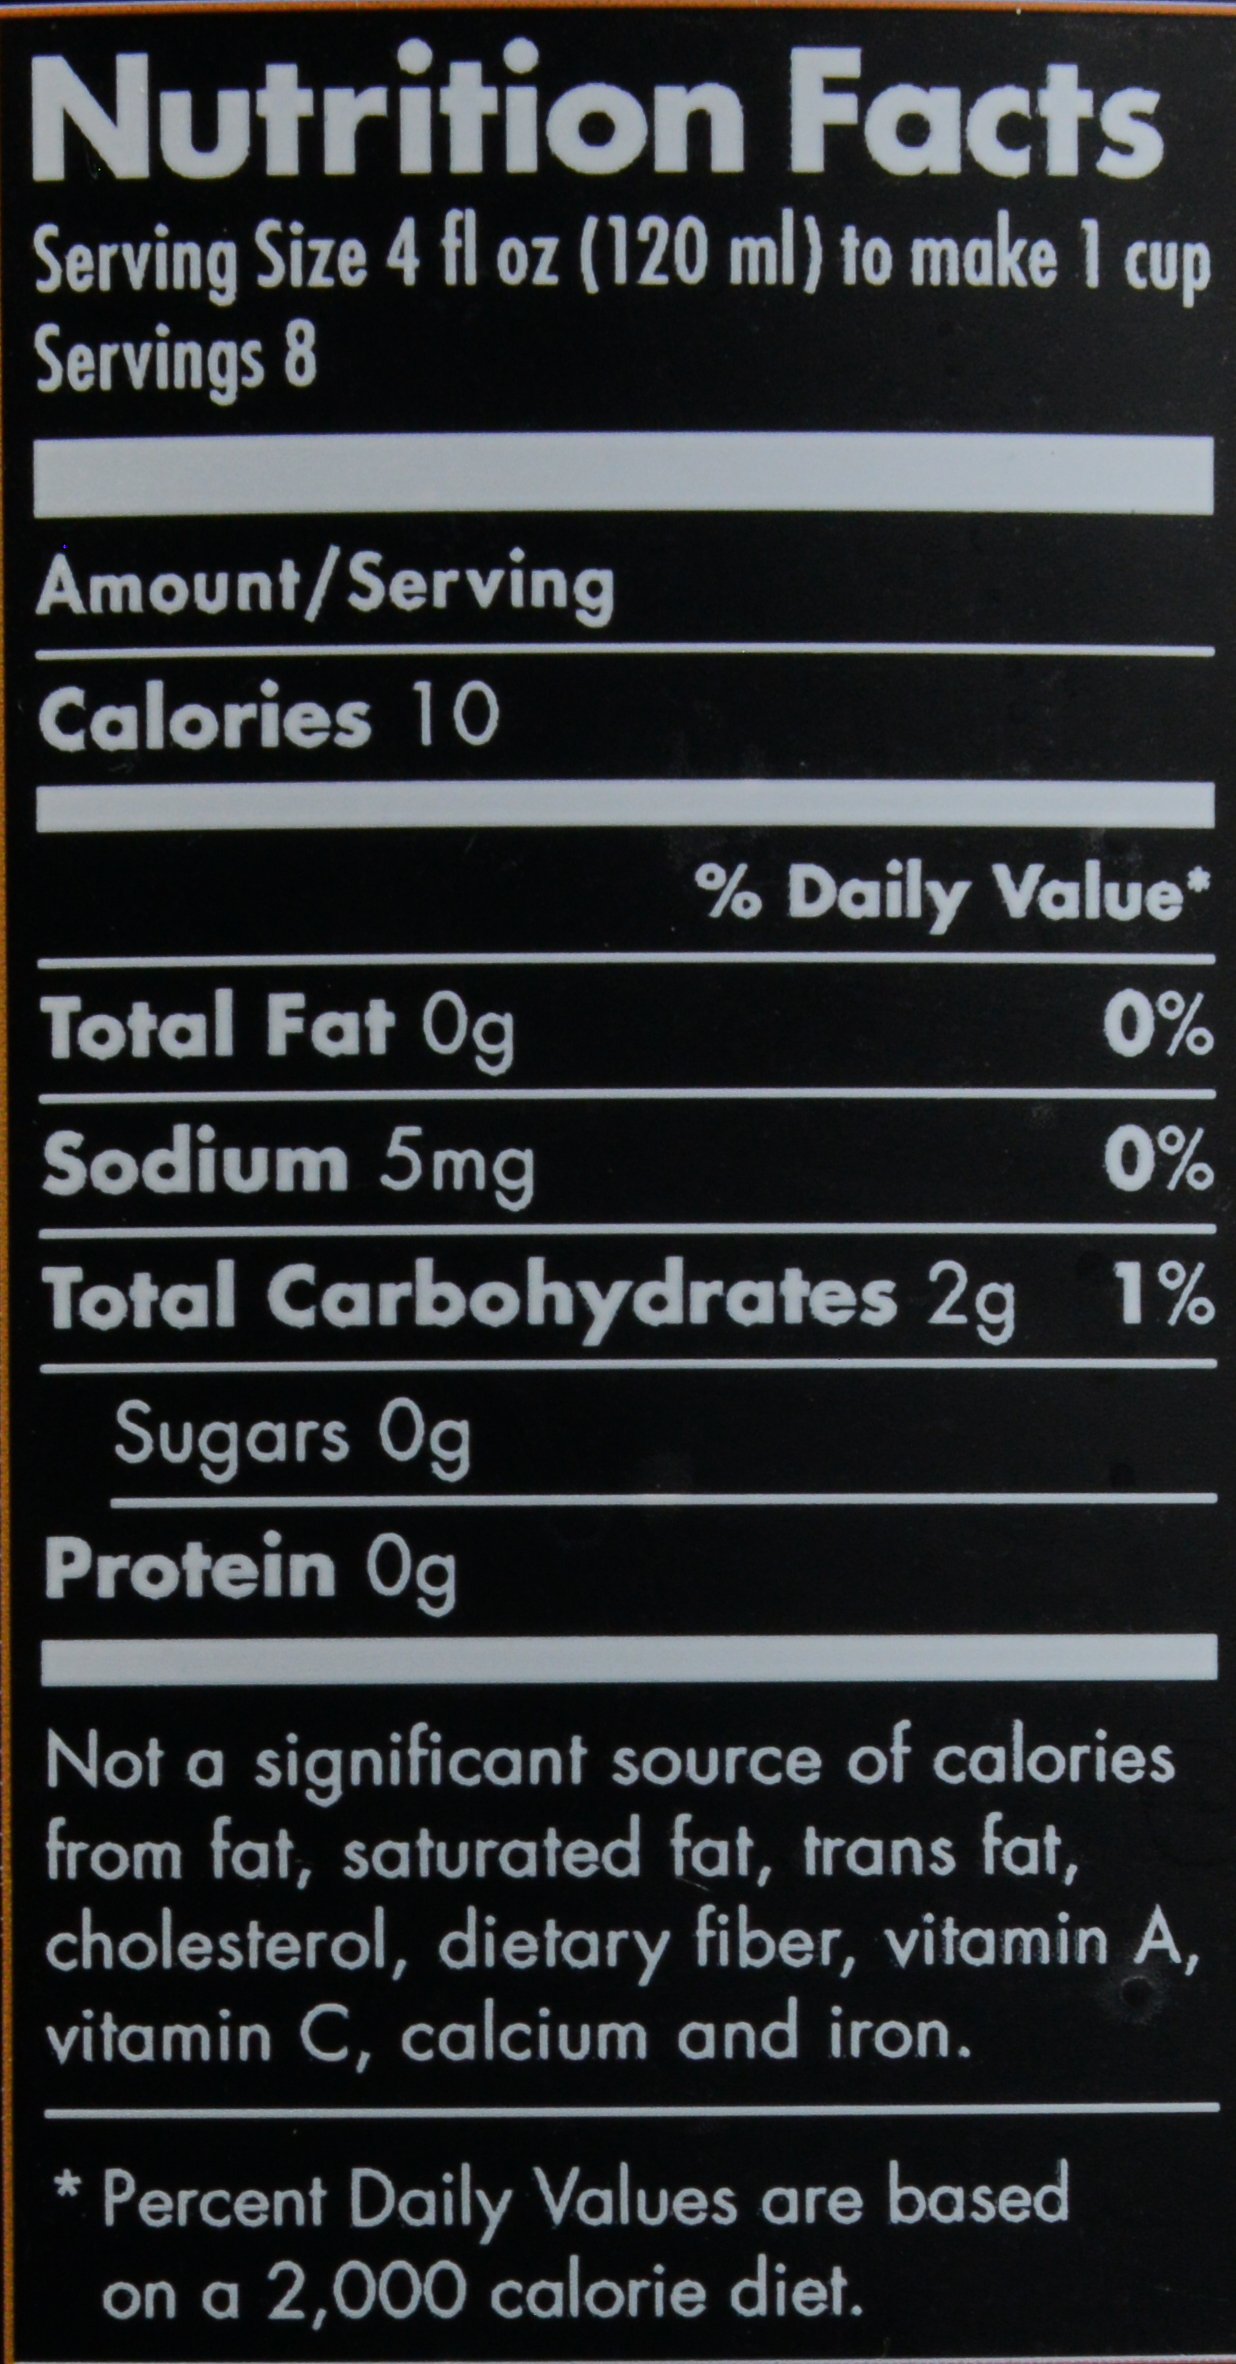 Nutrition Facts
Serving Size 4 fl oz (120 ml) to make 1 cup
Servings 8
Amount/Serving
Calories 10
% Daily Value*
Total Fat 0g 0%
Sodium 5mg 0%
Total Carbohydrates 2g 1%
Sugars 0g
Protein 0g
Not a significant source of calories
from fat, saturated fat, trans fat,
cholesterol, dietary fiber, vitamin A,
vitamin C, calcium and iron.
* Percent Daily Values are based
on a 2,000 calorie diet.